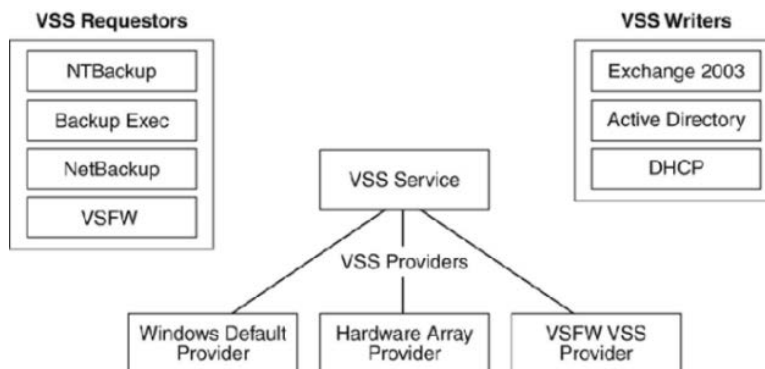 VSS Requestors
NTBackup
Backup Exec
NetBackup
VSFW
VSS Writers
Exchange 2003
Active Directory
DHCP
VSS Service
VSS Providers
Windows Default
Provider
Hardware Array
Provider
VSFW VSS
Provider